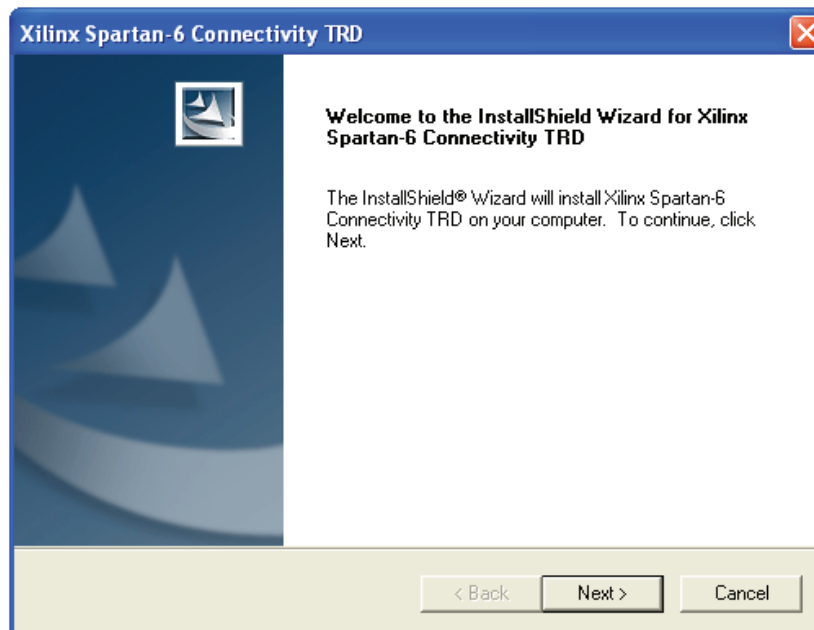 Xilinx Spartan-6 Connectivity TRD
Welcome to the InstallShield Wizard for Xilinx
Spartan-6 Connectivity TRD
The InstallShield® Wizard will install Xilinx Spartan-6
Connectivity TRD on your computer. To continue, click
Next.
< Back Next > Cancel